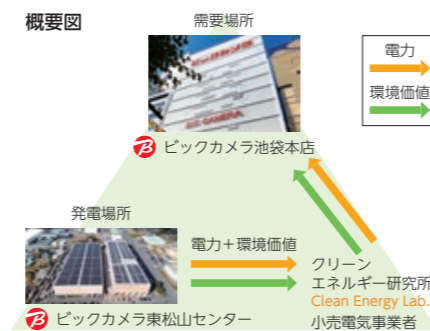 概要図
需要場所
電力
環境価値
ビックカメラ池袋本店
発電場所
電力＋環境価値
クリーン
エネルギー研究所
Clean Energy Lab.
小売電気事業者
ビックカメラ東松山センター